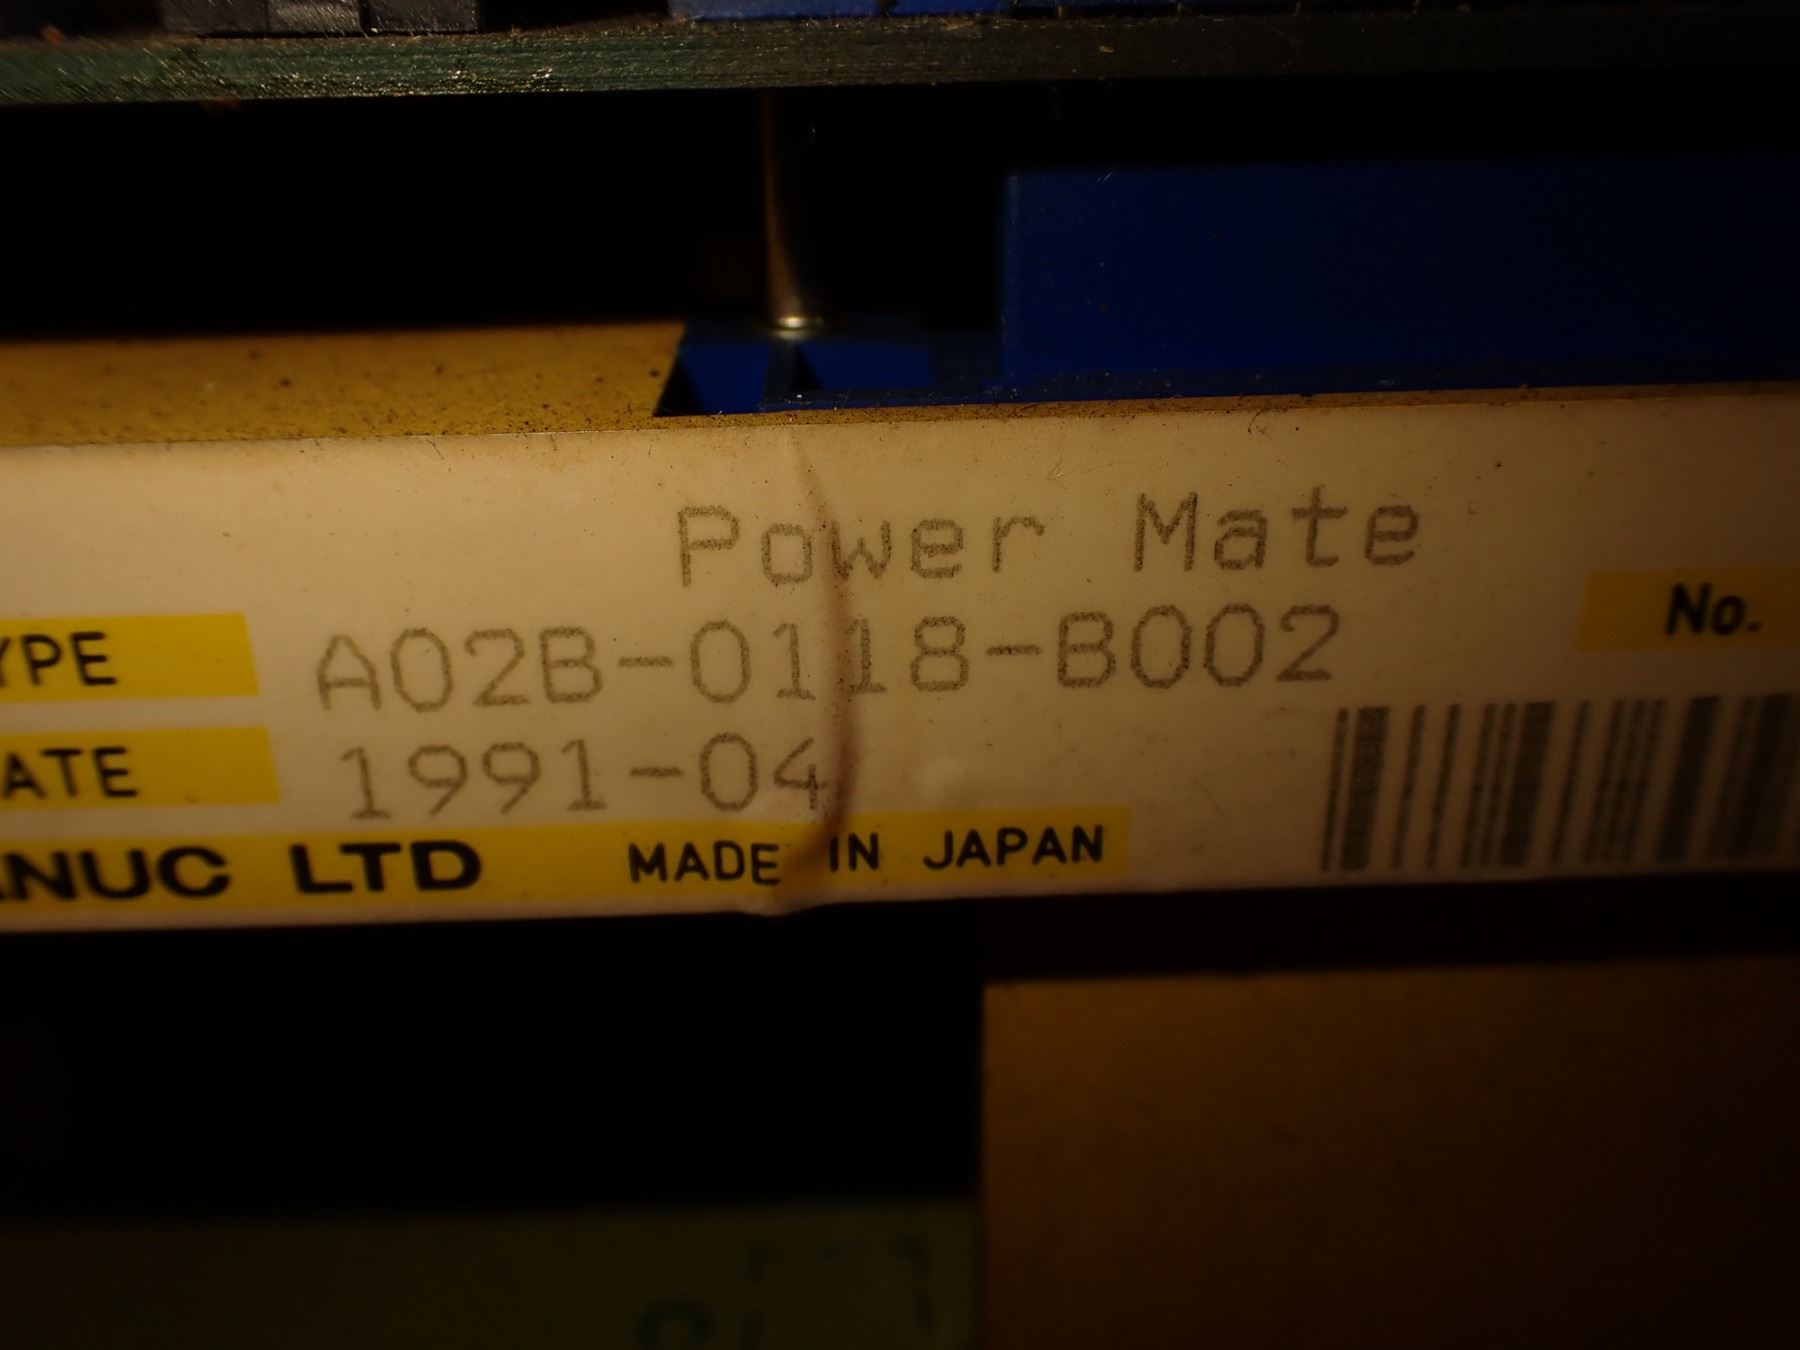 Power Mate
YPE A02B-0118-B002 No.
ATE 1991-04
ANUC LTD MADE IN JAPAN